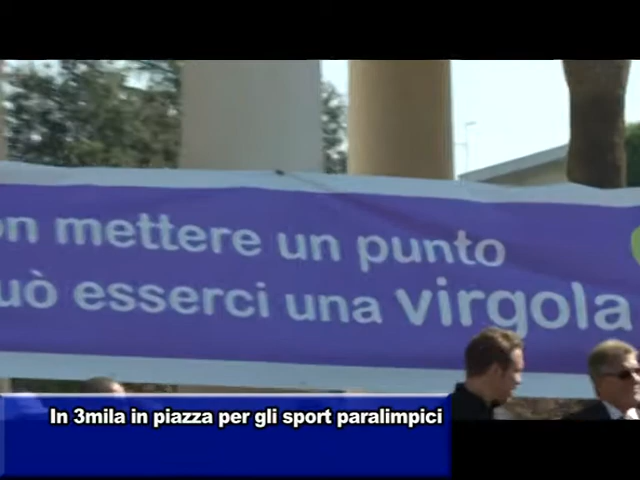 on mettere un punto
uò esserci una virgola
In 3mila in piazza per gli sport paralimpici